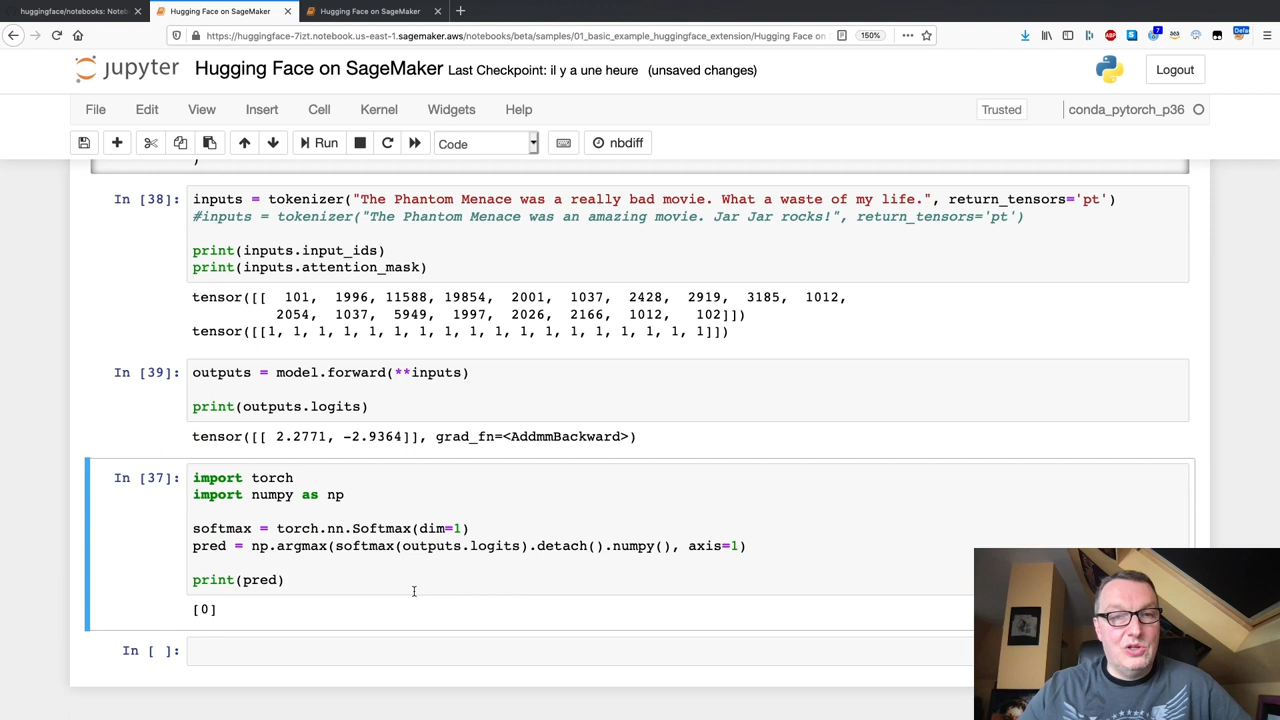 huggingface/notebooks: Noteb
Hugging Face on SageMaker
Hugging Face on SageMaker
https://huggingface-7izt.notebook.us-east-1.sagemaker.aws/notebooks/beta/samples/01_basic_example_huggingface_extension/Hugging Face on
150%
jupyter
Hugging Face on SageMaker Last Checkpoint: il y a une heure (unsaved changes)
Logout
File Edit View Insert Cell Kernel Widgets Help
Trusted
conda_pytorch_p36
Run
Code
nbdiff
)
In [38]:
inputs = tokenizer("The Phantom Menace was a really bad movie. What a waste of my life.", return_tensors='pt')
#inputs = tokenizer("The Phantom Menace was an amazing movie. Jar Jar rocks!", return_tensors='pt')
print(inputs.input_ids)
print(inputs.attention_mask)
tensor([[ 101, 1996, 11588, 19854, 2001, 1037, 2428, 2919, 3185, 1012,
2054, 1037, 5949, 1997, 2026, 2166, 1012, 102]])
tensor([[1, 1, 1, 1, 1, 1, 1, 1, 1, 1, 1, 1, 1, 1, 1, 1, 1, 1]])
In [39]:
outputs = model.forward(**inputs)
print(outputs.logits)
tensor([[ 2.2771, -2.9364]], grad_fn=<AddmmBackward>)
In [37]:
import torch
import numpy as np
softmax = torch.nn.Softmax(dim=1)
pred = np.argmax(softmax(outputs.logits).detach().numpy(), axis=1)
print(pred)
[0]
In [ ]: